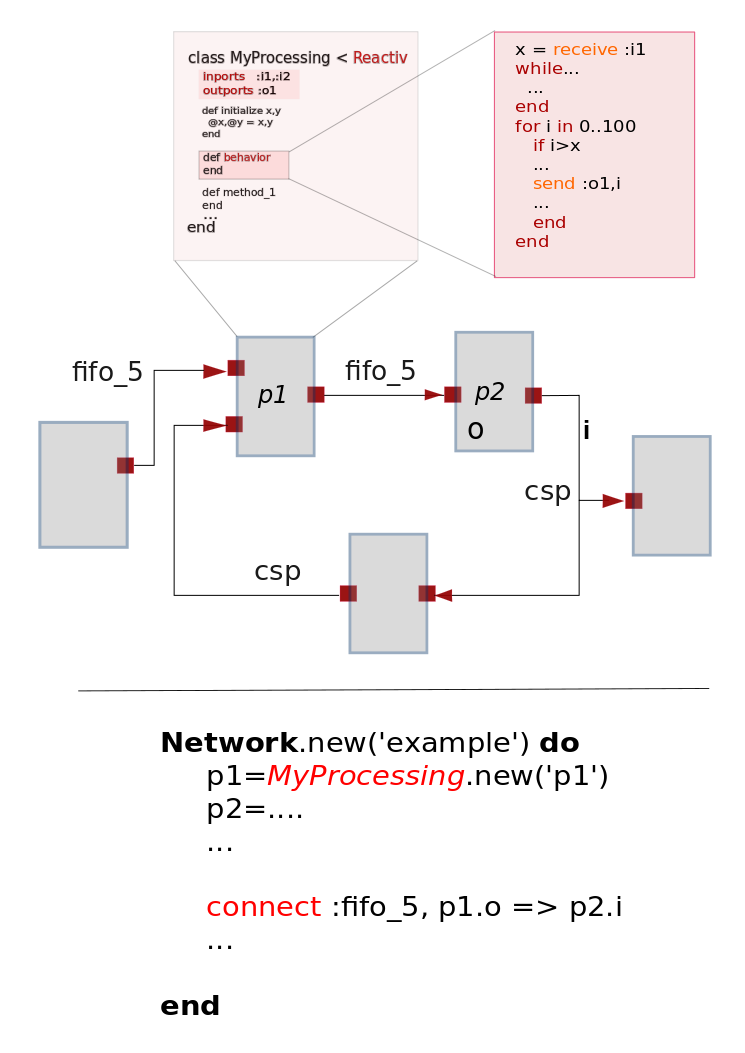 class MyProcessing < Reactiv
inports :i1,:i2
outports :o1
def initialize x,y
@x,@y = x,y
end
def behavior
end
def method_1
end
...
end
x = receive :i1
while...
...
end
for i in 0..100
if i>x
...
send :o1,i
...
end
end
fifo_5
p1
fifo_5
p2
o
i
csp
csp
Network.new('example') do
p1=MyProcessing.new('p1')
p2=....
...
connect :fifo_5, p1.o => p2.i
...
end